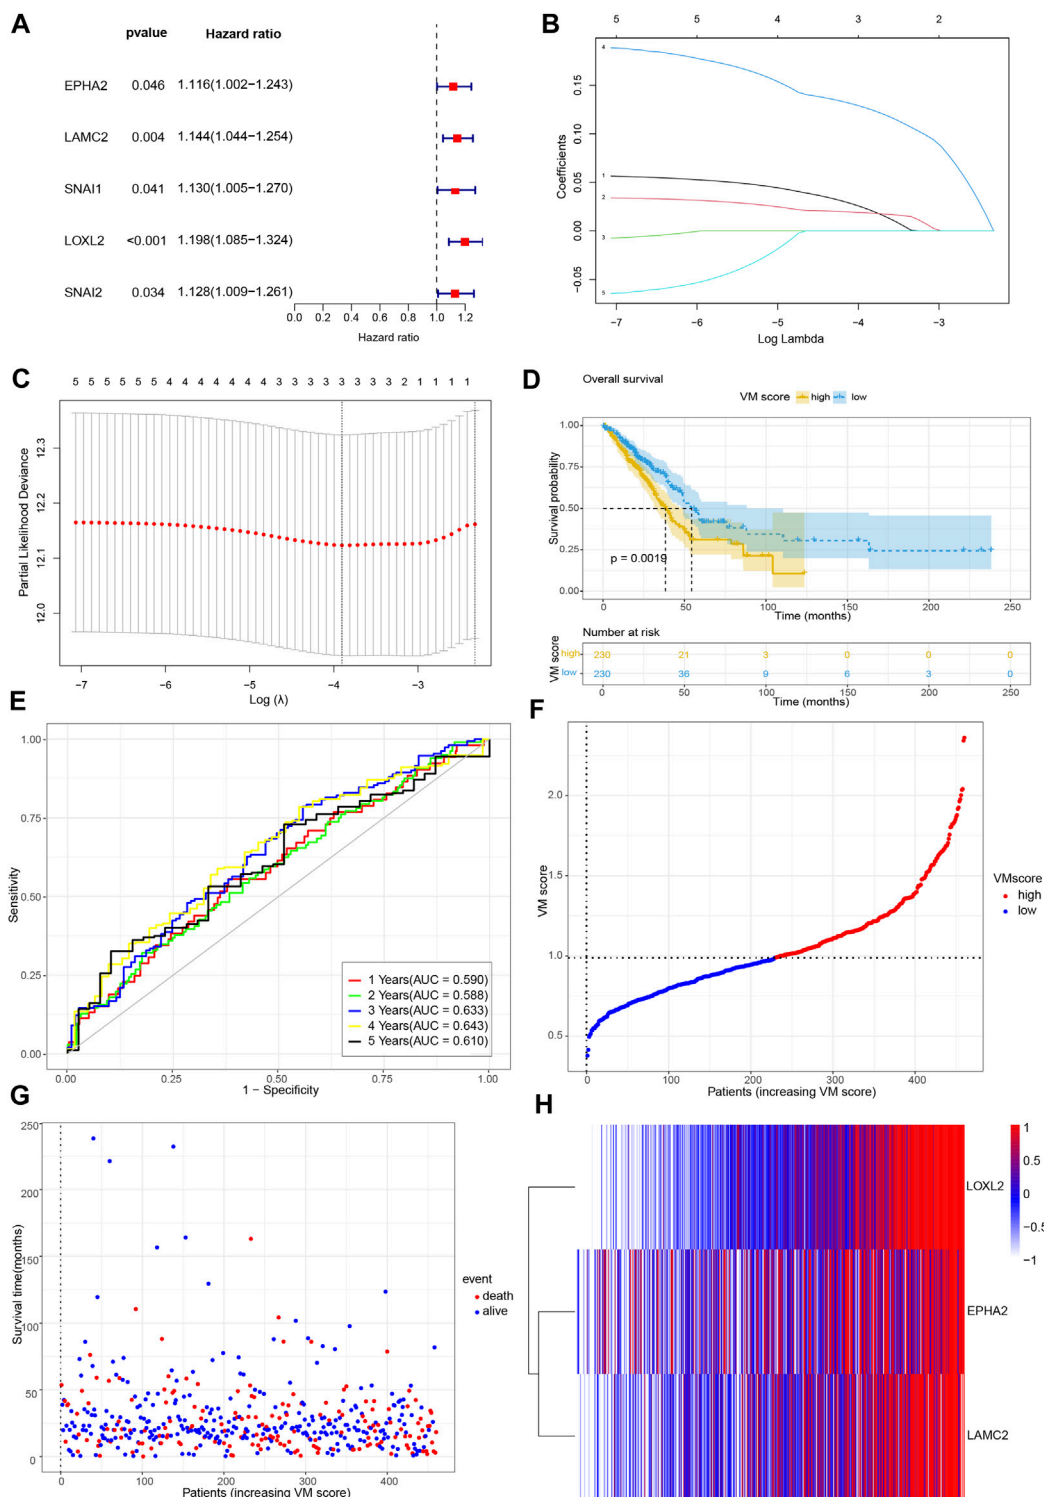 A
pvalue Hazard ratio
EPHA2 0.046 1.116(1.002−1.243)
LAMC2 0.004 1.144(1.044−1.254)
SNAI1 0.041 1.130(1.005−1.270)
LOXL2 <0.001 1.198(1.085−1.324)
SNAI2 0.034 1.128(1.009−1.261)
0.0 0.2 0.4 0.6 0.8 1.0 1.2
Hazard ratio
B
5 5 4 3 2
Coefficients
0.15
0.10
0.05
0.00
−0.05
4
1
2
3
5
−7 −6 −5 −4 −3
Log Lambda
C
5 5 5 5 5 5 4 4 4 4 4 4 4 3 3 3 3 3 3 3 3 2 1 1 1 1
Partial Likelihood Deviance
12.3
12.2
12.1
12.0
−7 −6 −5 −4 −3
Log (λ)
D
Overall survival
VM score high low
Survival probability
1.00
0.75
0.50
0.25
0.00
p = 0.0019
0 50 100 150 200 250
Time (months)
Number at risk
VM score
high 230 21 3 0 0 0
low 230 36 9 6 3 0
0 50 100 150 200 250
Time (months)
E
Sensitivity
1.00
0.75
0.50
0.25
0.00
1 Years(AUC = 0.590)
2 Years(AUC = 0.588)
3 Years(AUC = 0.633)
4 Years(AUC = 0.643)
5 Years(AUC = 0.610)
0.00 0.25 0.50 0.75 1.00
1 − Specificity
F
VM score
2.0
1.5
1.0
0.5
0 100 200 300 400
Patients (increasing VM score)
VMscore
high
low
G
Survival time(months)
250
200
150
100
50
0
0 100 200 300 400
Patients (increasing VM score)
event
death
alive
H
LOXL2
EPHA2
LAMC2
1
0.5
0
−0.5
−1